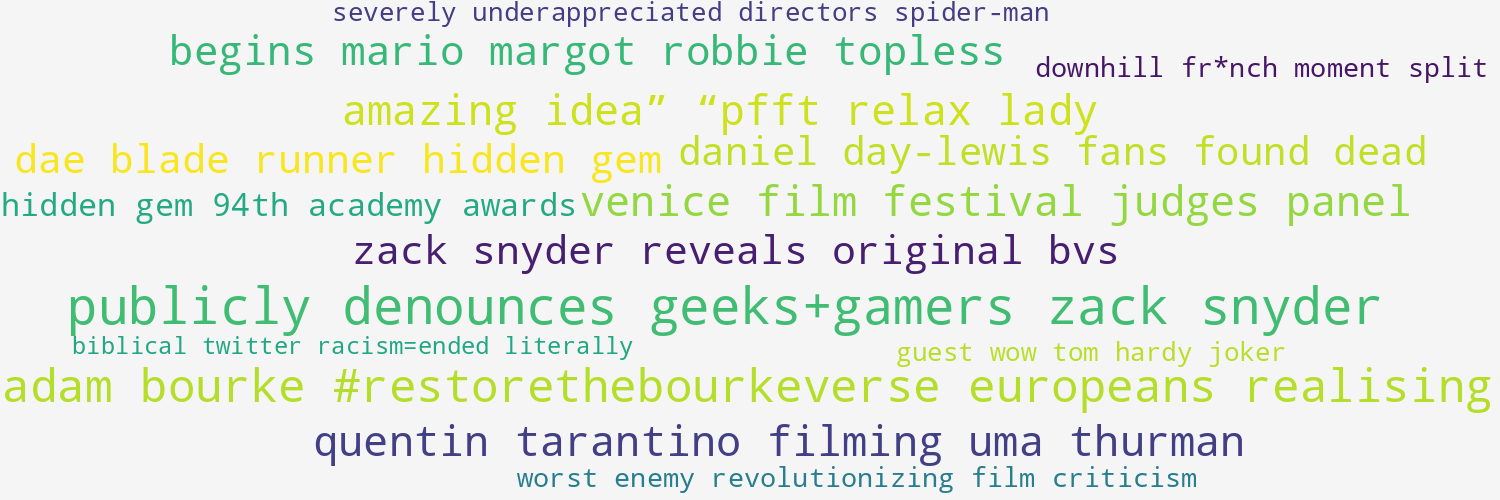 severely underappreciated directors spider-man
begins mario margot robbie topless
downhill fr*nch moment split
amazing idea” “pfft relax lady
dae blade runner hidden gem
daniel day-lewis fans found dead
hidden gem 94th academy awards
venice film festival judges panel
zack snyder reveals original bvs
publicly denounces geeks+gamers zack snyder
biblical twitter racism=ended literally
guest wow tom hardy joker
adam bourke #restorethebourkeverse europeans realising
quentin tarantino filming uma thurman
worst enemy revolutionizing film criticism